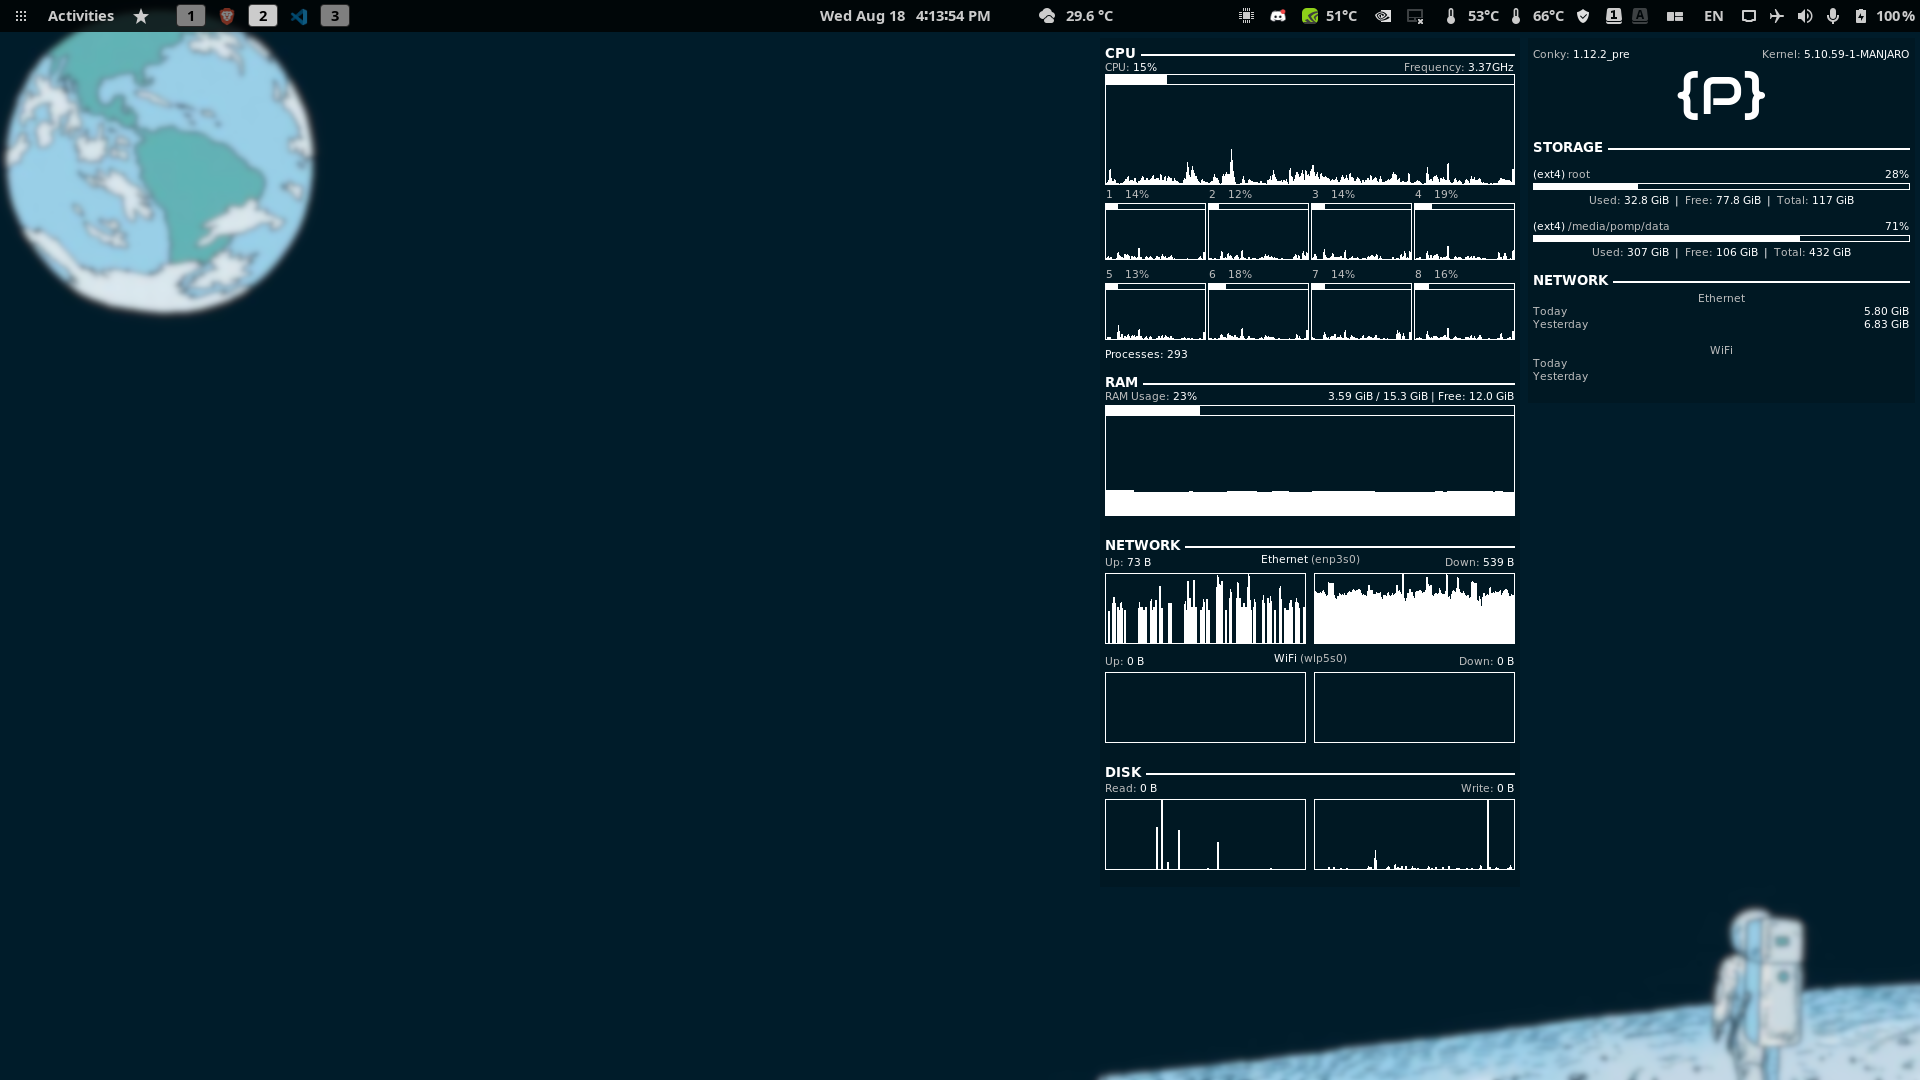 Activities 1 2 3 Wed Aug 18 4:13:54 PM 29.6 °C 51°C 53°C 66°C 1 A EN 100%
CPU
CPU: 15% Frequency: 3.37GHz
1 14% 2 12% 3 14% 4 19%
5 13% 6 18% 7 14% 8 16%
Processes: 293
RAM
RAM Usage: 23% 3.59 GiB / 15.3 GiB | Free: 12.0 GiB
NETWORK
Ethernet (enp3s0)
Up: 73 B Down: 539 B
WiFi (wlp5s0)
Up: 0 B Down: 0 B
DISK
Read: 0 B Write: 0 B
Conky: 1.12.2_pre Kernel: 5.10.59-1-MANJARO
{P}
STORAGE
(ext4) root 28%
Used: 32.8 GiB | Free: 77.8 GiB | Total: 117 GiB
(ext4) /media/pomp/data 71%
Used: 307 GiB | Free: 106 GiB | Total: 432 GiB
NETWORK
Ethernet
Today 5.80 GiB
Yesterday 6.83 GiB
WiFi
Today
Yesterday